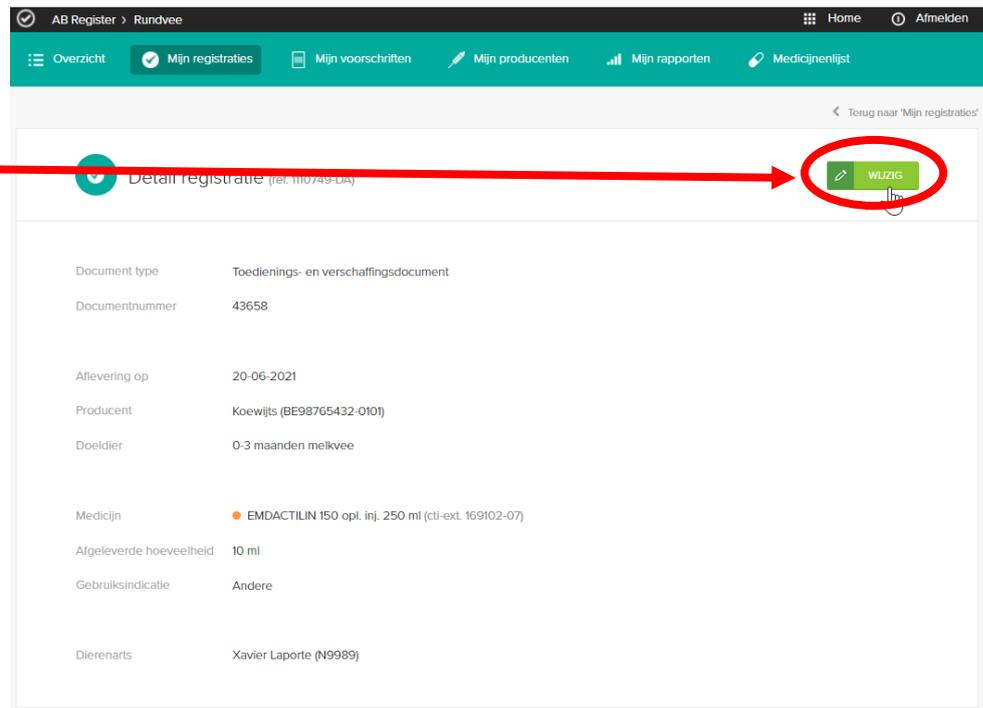 AB Register > Rundvee
Home
Afmelden
Overzicht
Mijn registraties
Mijn voorschriften
Mijn producenten
Mijn rapporten
Medicijnenlijst
Terug naar 'Mijn registraties'
Detail registratie (ref. 1110749-DA)
WIJZIG
Document type Toedienings- en verschaffingsdocument
Documentnummer 43658
Aflevering op 20-06-2021
Producent Koewijts (BE98765432-0101)
Doeldier 0-3 maanden melkvee
Medicijn EMDACTILIN 150 opl. inj. 250 ml (cti-ext. 169102-07)
Afgeleverde hoeveelheid 10 ml
Gebruiksindicatie Andere
Dierenarts Xavier Laporte (N9989)